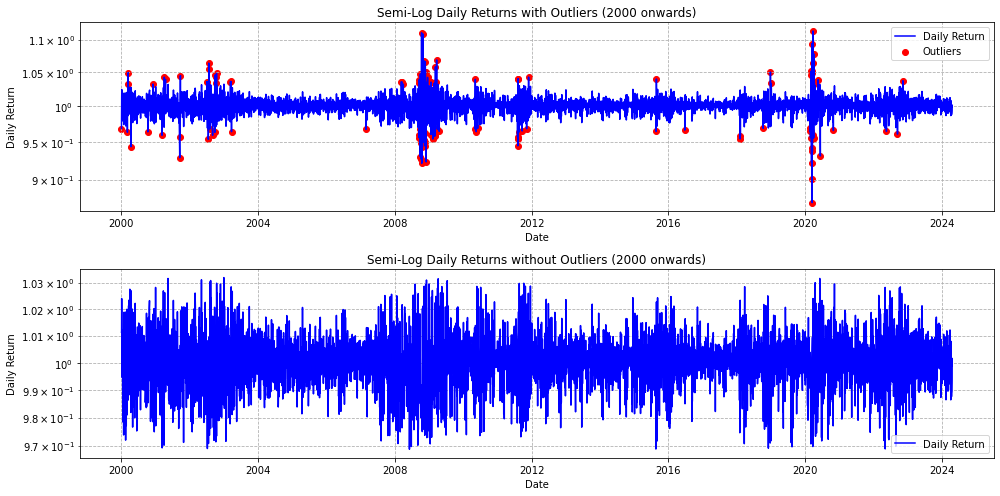 Semi-Log Daily Returns with Outliers (2000 onwards)
1.1 × 10⁰
1.05 × 10⁰
10⁰
9.5 × 10⁻¹
9 × 10⁻¹
Daily Return
Daily Return
Outliers
2000 2004 2008 2012 2016 2020 2024
Date
Semi-Log Daily Returns without Outliers (2000 onwards)
1.03 × 10⁰
1.02 × 10⁰
1.01 × 10⁰
10⁰
9.9 × 10⁻¹
9.8 × 10⁻¹
9.7 × 10⁻¹
Daily Return
Daily Return
2000 2004 2008 2012 2016 2020 2024
Date